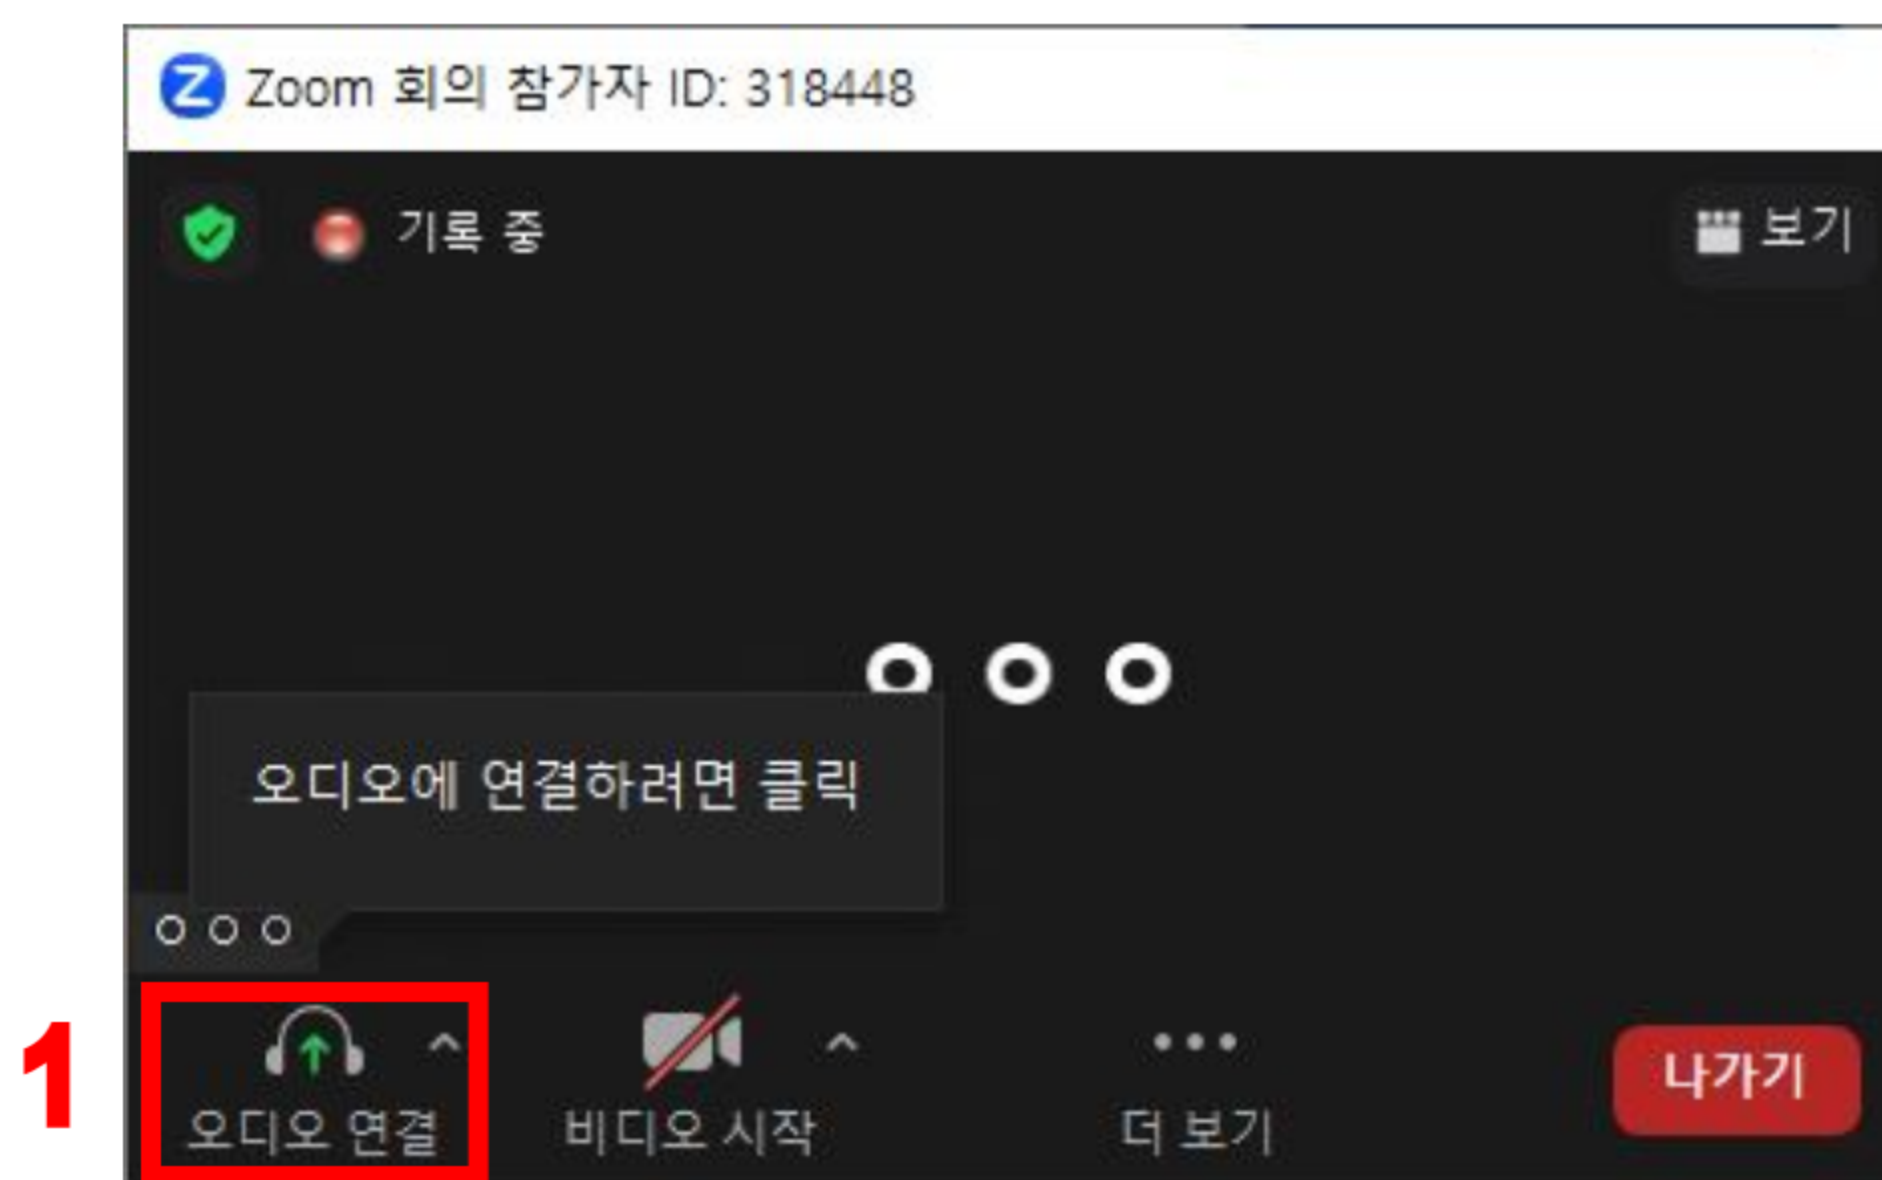 Zoom 회의 참가자 ID: 318448
기록 중
보기
ㅇㅇㅇ
오디오에 연결하려면 클릭
ㅇㅇㅇ
1
오디오 연결
비디오 시작
더 보기
나가기